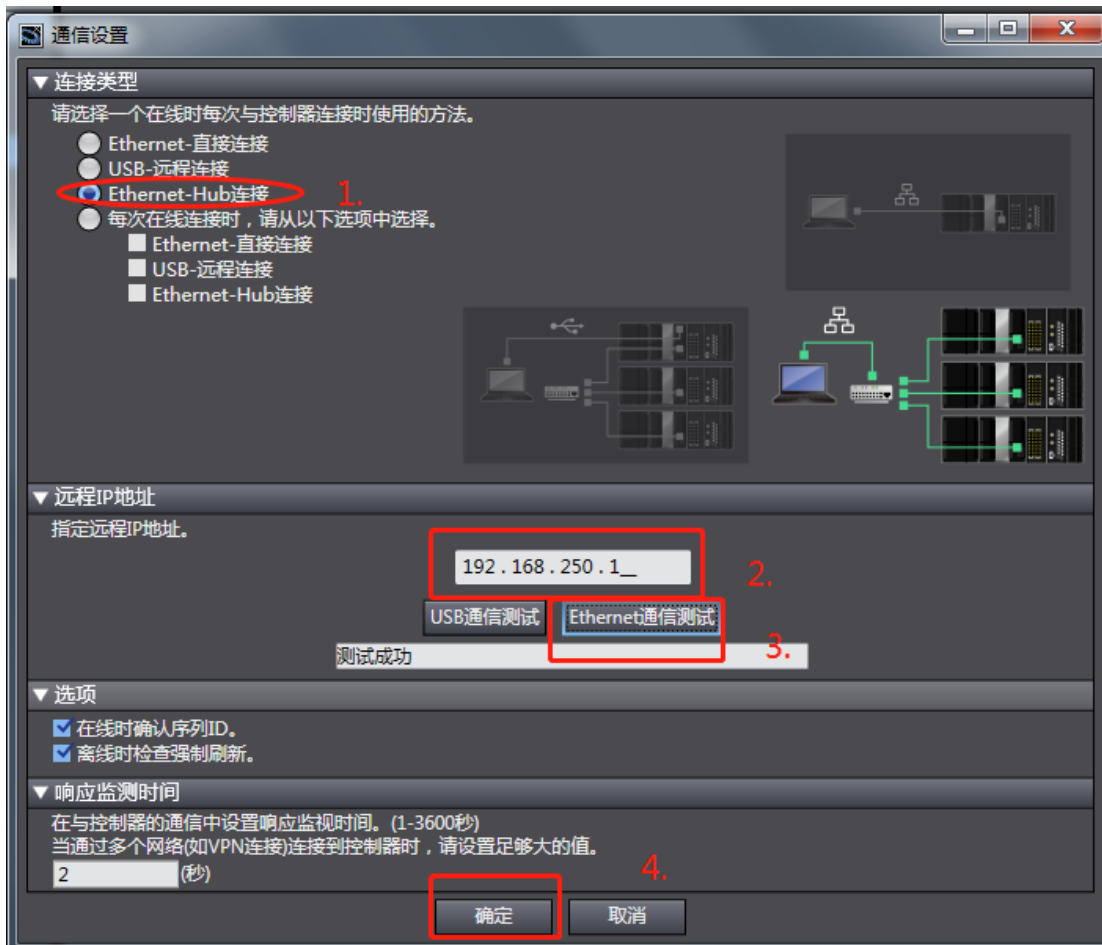 通信设置
连接类型
请选择一个在线时每次与控制器连接时使用的方法。
Ethernet-直接连接
USB-远程连接
Ethernet-Hub连接
1.
每次在线连接时，请从以下选项中选择。
Ethernet-直接连接
USB-远程连接
Ethernet-Hub连接
远程IP地址
指定远程IP地址。
192.168.250.1_
2.
USB通信测试
Ethernet通信测试
测试成功
3.
选项
在线时确认序列ID。
离线时检查强制刷新。
响应监测时间
在与控制器的通信中设置响应监视时间。(1-3600秒)
当通过多个网络(如VPN连接)连接到控制器时，请设置足够大的值。
2
(秒)
4.
确定
取消